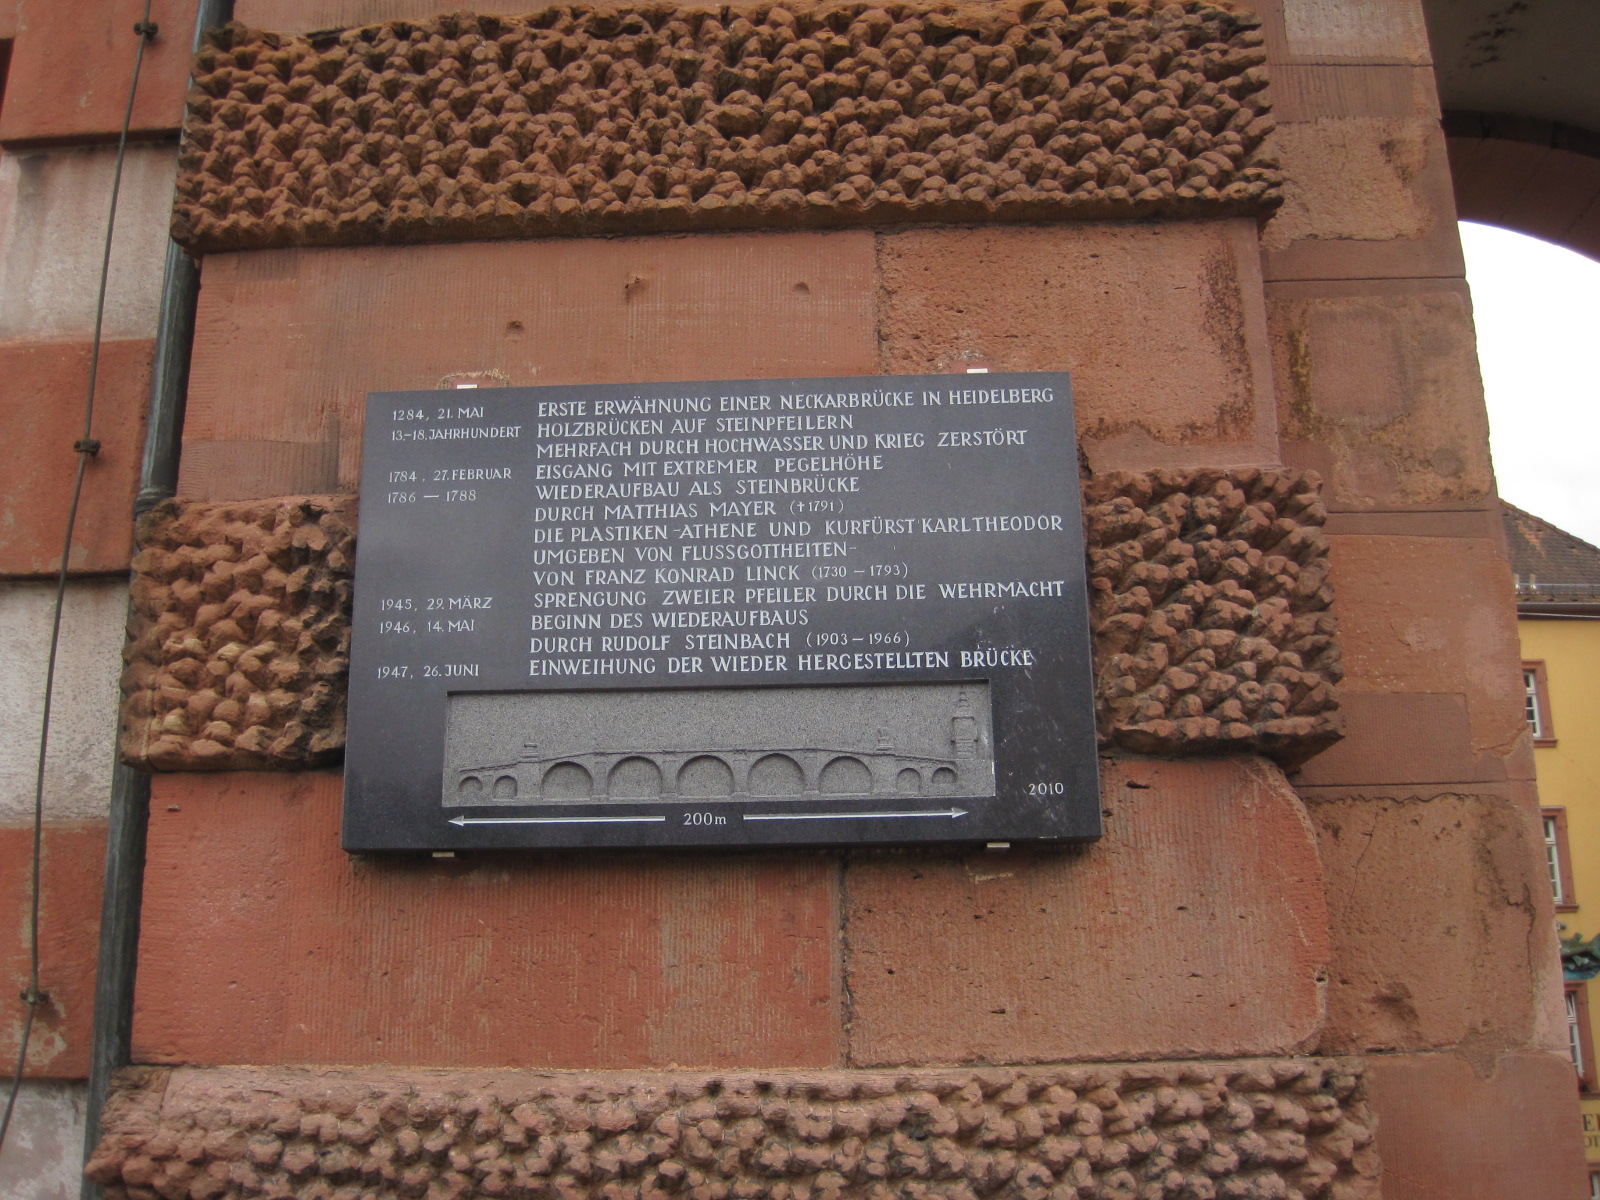 1284, 21. MAI ERSTE ERWÄHNUNG EINER NECKARBRÜCKE IN HEIDELBERG
13.–18. JAHRHUNDERT HOLZBRÜCKEN AUF STEINPFEILERN
MEHRFACH DURCH HOCHWASSER UND KRIEG ZERSTÖRT
1784, 27. FEBRUAR EISGANG MIT EXTREMER PEGELHÖHE
1786 – 1788 WIEDERAUFBAU ALS STEINBRÜCKE
DURCH MATTHIAS MAYER (†1791)
DIE PLASTIKEN – ATHENE UND KURFÜRST KARL THEODOR
UMGEBEN VON FLUSSGOTTHEITEN –
VON FRANZ KONRAD LINCK (1730 – 1793)
1945, 29. MÄRZ SPRENGUNG ZWEIER PFEILER DURCH DIE WEHRMACHT
1946, 14. MAI BEGINN DES WIEDERAUFBAUS
DURCH RUDOLF STEINBACH (1903 – 1966)
1947, 26. JUNI EINWEIHUNG DER WIEDER HERGESTELLTEN BRÜCKE
2010
200m